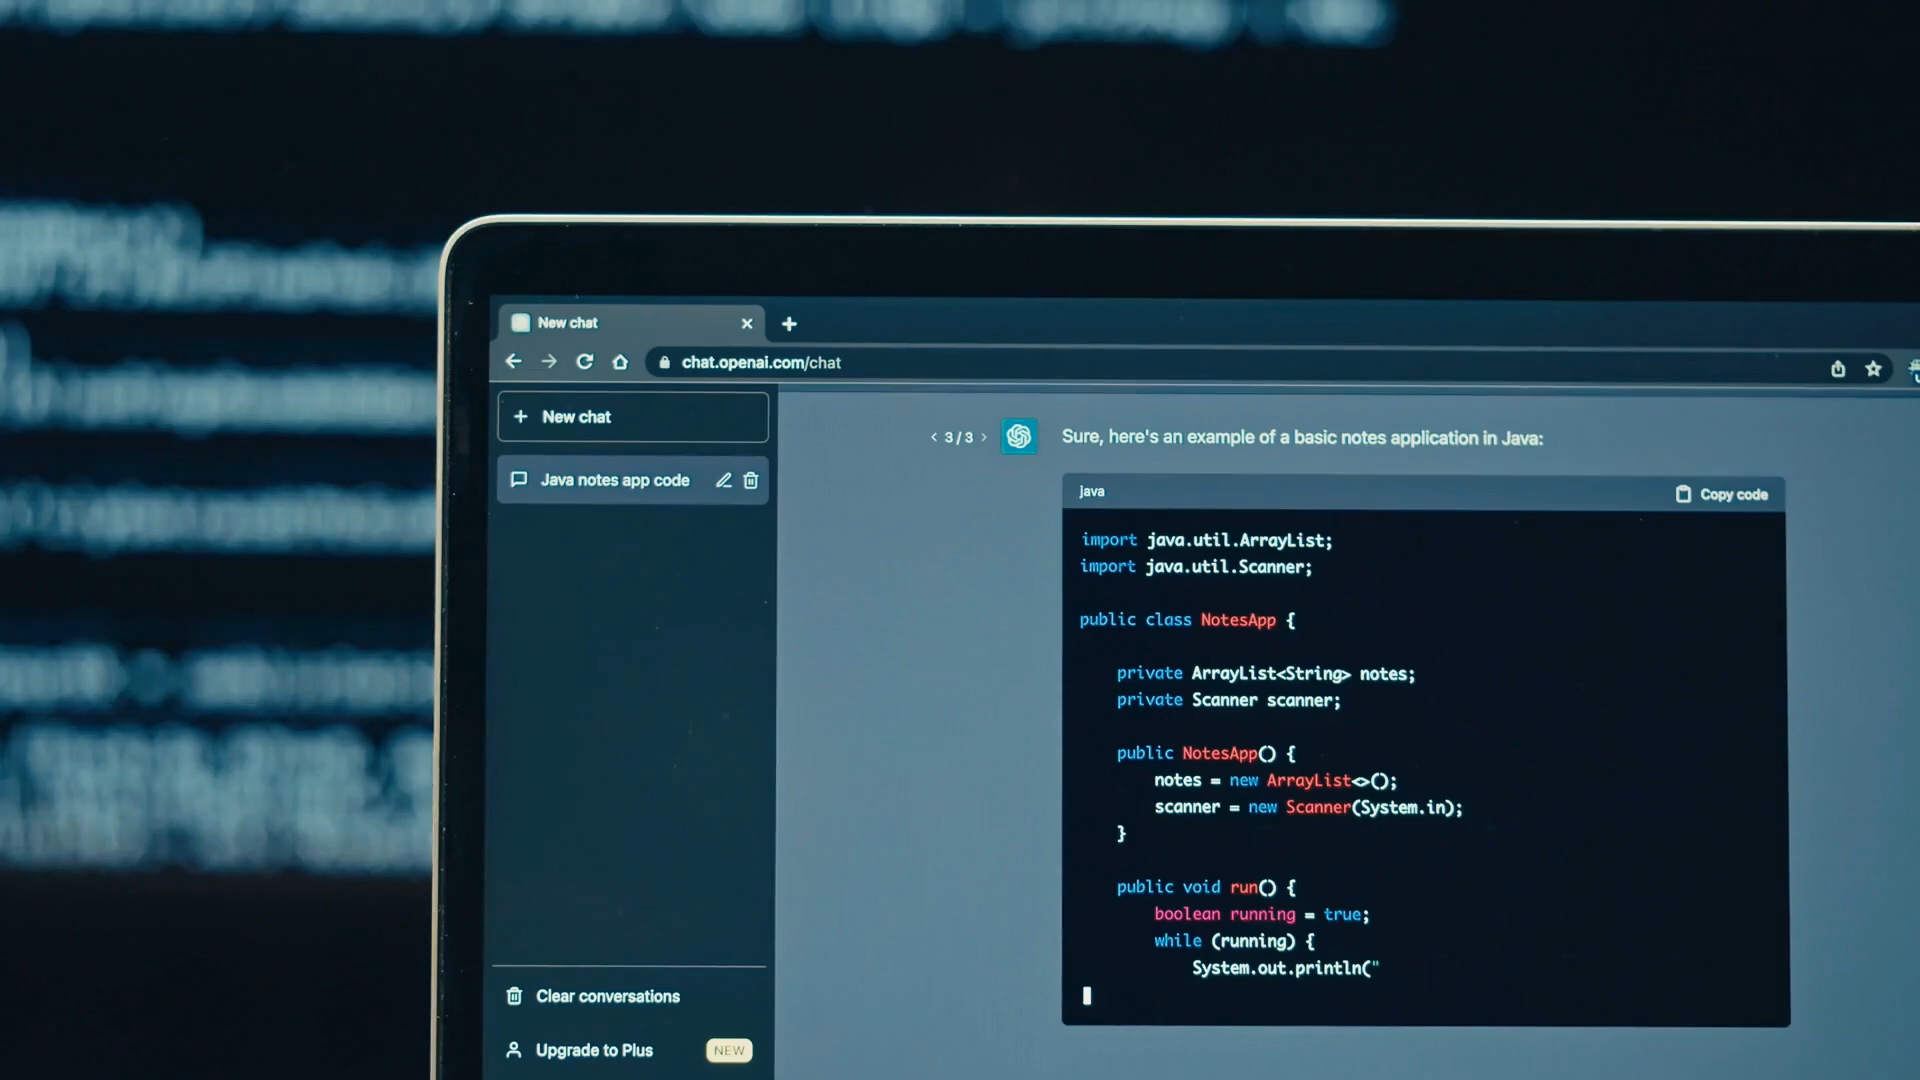 New chat
chat.openai.com/chat
New chat
Java notes app code
Clear conversations
Upgrade to Plus NEW
3/3
Sure, here's an example of a basic notes application in Java:
java Copy code
import java.util.ArrayList;
import java.util.Scanner;
public class NotesApp {
private ArrayList<String> notes;
private Scanner scanner;
public NotesApp() {
notes = new ArrayList<>();
scanner = new Scanner(System.in);
}
public void run() {
boolean running = true;
while (running) {
System.out.println("